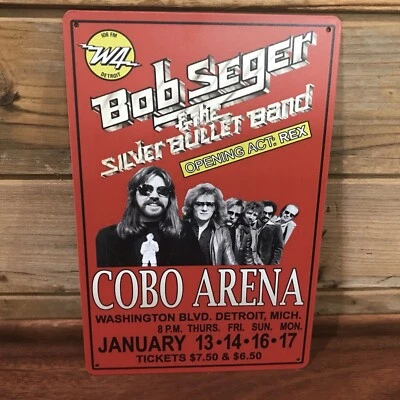 106 FM
W4
DETROIT
Bob Seger
& The
Silver Bullet Band
OPENING ACT: REX
COBO ARENA
WASHINGTON BLVD. DETROIT, MICH.
8 P.M. THURS. FRI. SUN. MON.
JANUARY 13•14•16•17
TICKETS $7.50 & $6.50